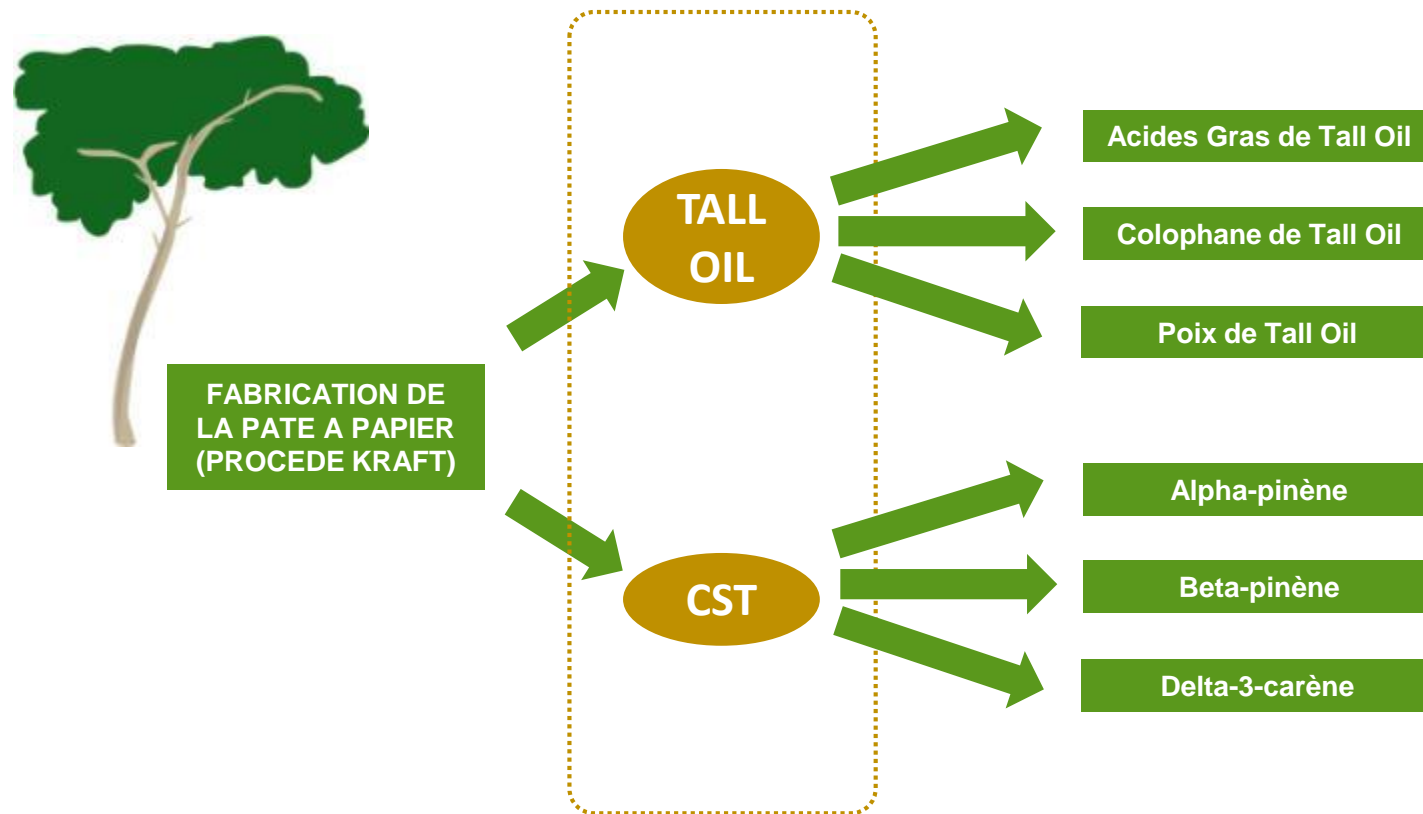 FABRICATION DE
LA PATE A PAPIER
(PROCEDE KRAFT)
TALL
OIL
Acides Gras de Tall Oil
Colophane de Tall Oil
Poix de Tall Oil
CST
Alpha-pinène
Beta-pinène
Delta-3-carène